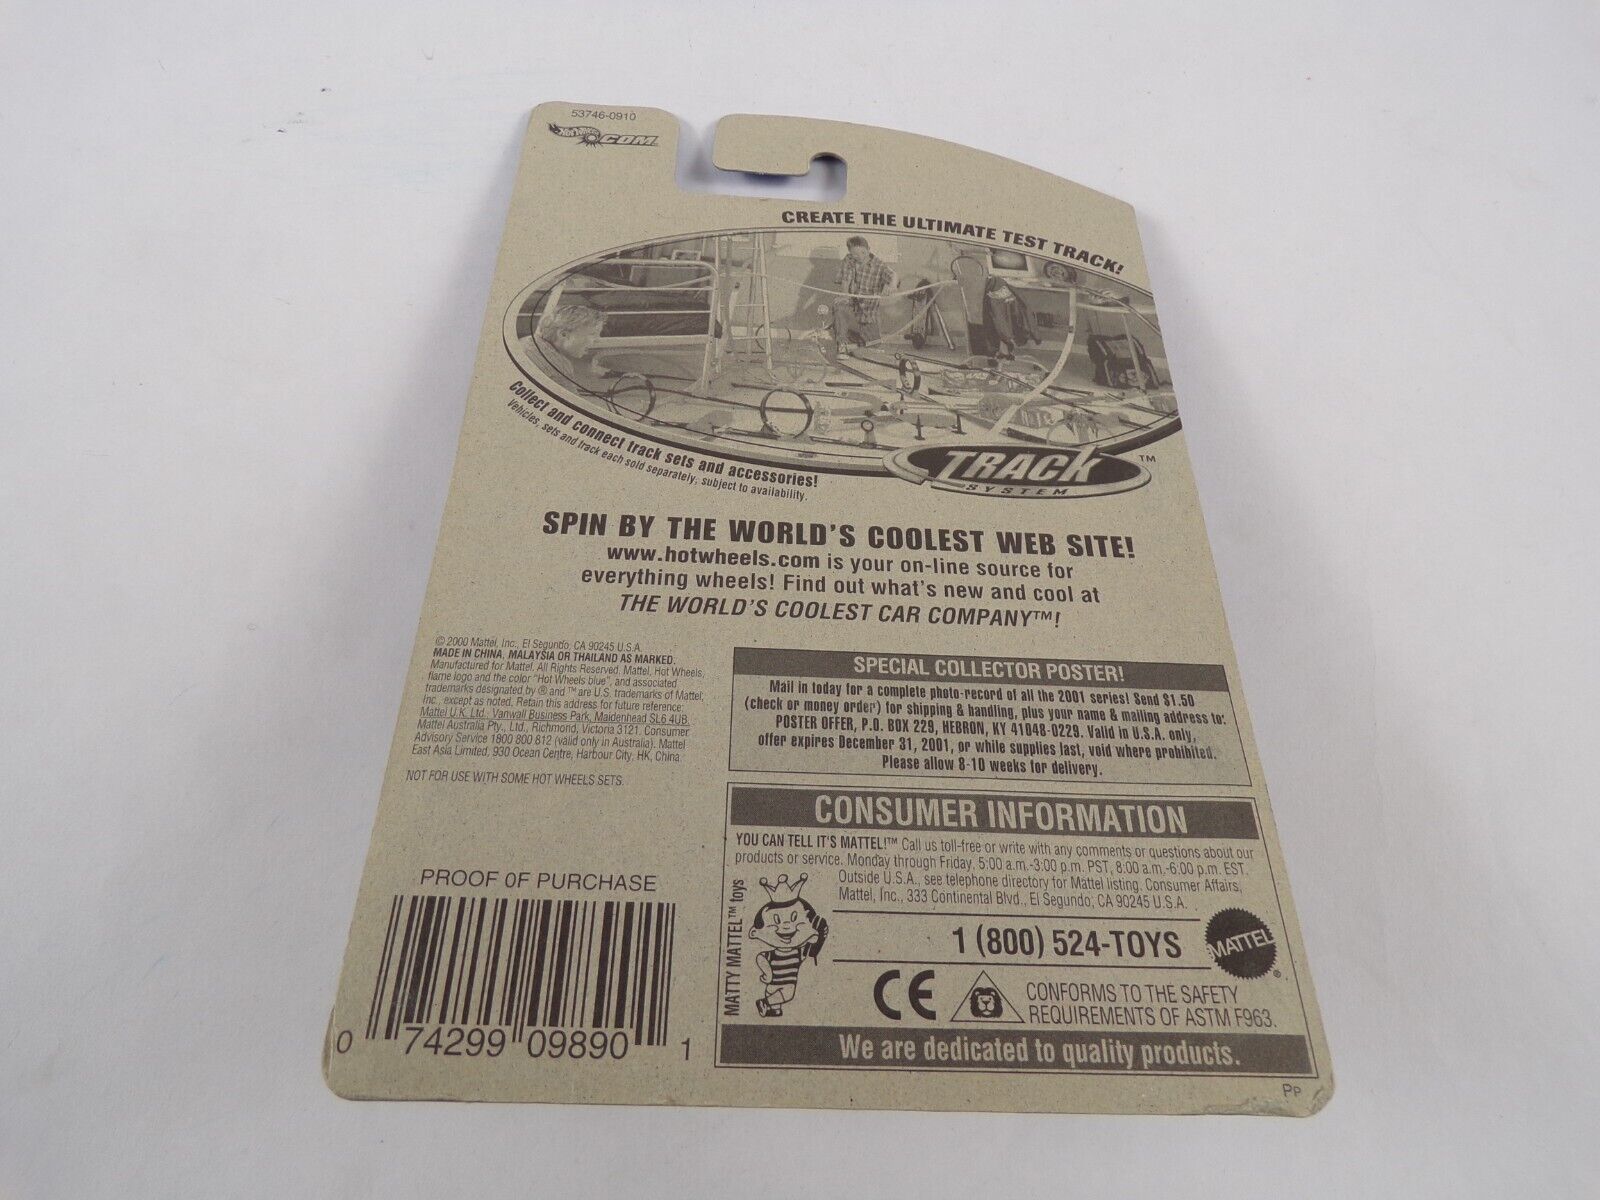 53746-0910
Hot Wheels .COM
CREATE THE ULTIMATE TEST TRACK!
Collect and connect track sets and accessories!
Vehicles, sets and track each sold separately, subject to availability.
TRACK ™
SYSTEM
SPIN BY THE WORLD'S COOLEST WEB SITE!
www.hotwheels.com is your on-line source for
everything wheels! Find out what's new and cool at
THE WORLD'S COOLEST CAR COMPANY™!
© 2000 Mattel, Inc., El Segundo, CA 90245 U.S.A.
MADE IN CHINA, MALAYSIA OR THAILAND AS MARKED.
Manufactured for Mattel. All Rights Reserved. Mattel, Hot Wheels,
flame logo and the color "Hot Wheels blue", and associated
trademarks designated by ® and ™ are U.S. trademarks of Mattel,
Inc., except as noted. Retain this address for future reference:
Mattel U.K. Ltd., Vanwall Business Park, Maidenhead SL6 4UB.
Mattel Australia Pty., Ltd., Richmond, Victoria 3121. Consumer
Advisory Service 1800 800 812 (valid only in Australia). Mattel
East Asia Limited, 930 Ocean Centre, Harbour City, HK, China.
NOT FOR USE WITH SOME HOT WHEELS SETS.
SPECIAL COLLECTOR POSTER!
Mail in today for a complete photo-record of all the 2001 series! Send $1.50
(check or money order) for shipping & handling, plus your name & mailing address to:
POSTER OFFER, P.O. BOX 229, HEBRON, KY 41048-0229. Valid in U.S.A. only,
offer expires December 31, 2001, or while supplies last, void where prohibited.
Please allow 8-10 weeks for delivery.
CONSUMER INFORMATION
YOU CAN TELL IT'S MATTEL!™ Call us toll-free or write with any comments or questions about our
products or service. Monday through Friday, 5:00 a.m.-3:00 p.m. PST, 8:00 a.m.-6:00 p.m. EST.
Outside U.S.A., see telephone directory for Mattel listing. Consumer Affairs,
Mattel, Inc., 333 Continental Blvd., El Segundo, CA 90245 U.S.A.
MATTY MATTEL™ toys
1 (800) 524-TOYS
MATTEL ®
CE
CONFORMS TO THE SAFETY
REQUIREMENTS OF ASTM F963.
We are dedicated to quality products.
PROOF OF PURCHASE
0 74299 09890 1
PP